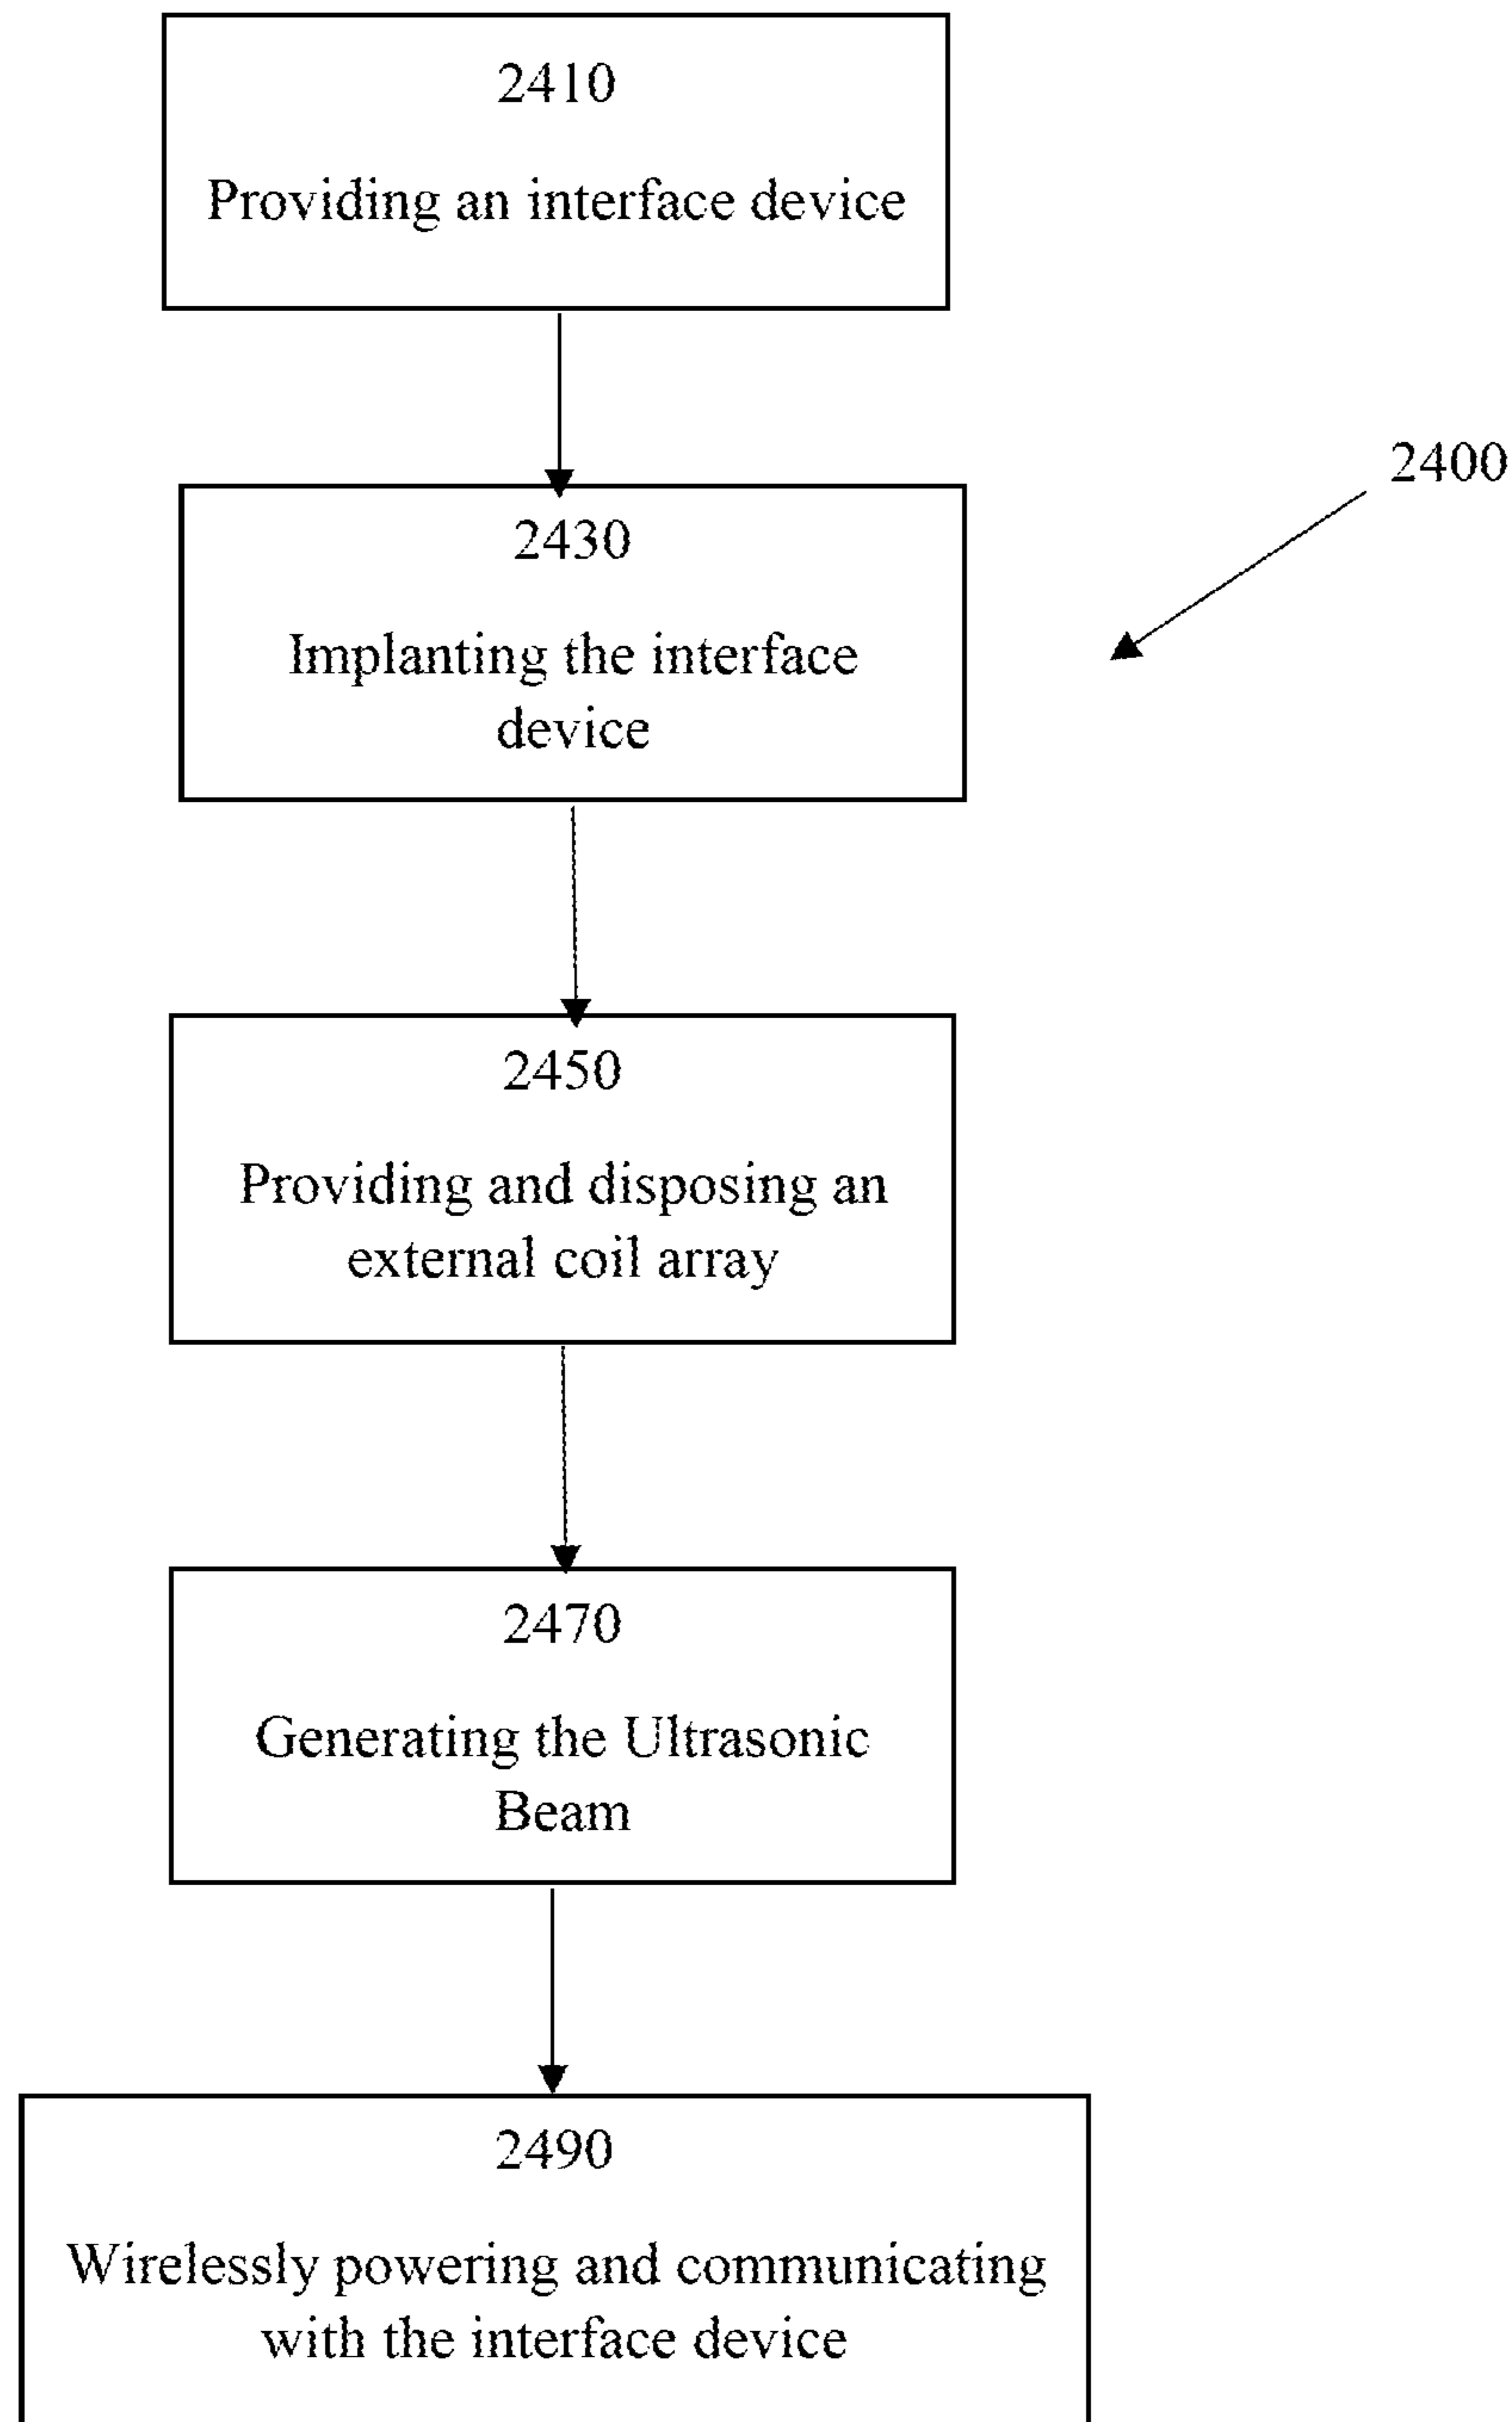 2410
Providing an interface device
2400
2430
Implanting the interface
device
2450
Providing and disposing an
external coil array
2470
Generating the Ultrasonic
Beam
2490
Wirelessly powering and communicating
with the interface device